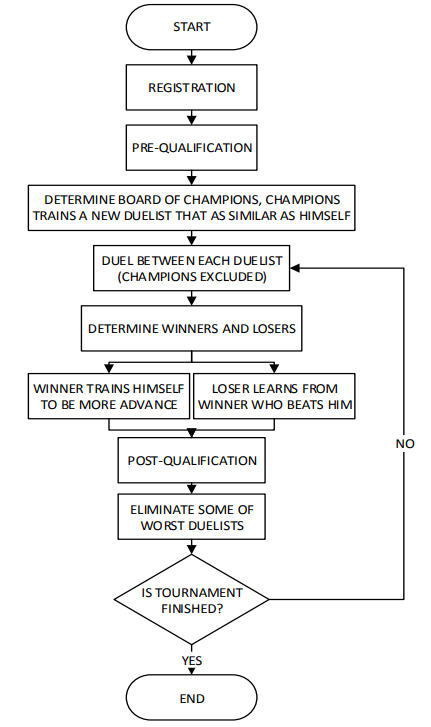 START
REGISTRATION
PRE-QUALIFICATION
DETERMINE BOARD OF CHAMPIONS, CHAMPIONS
TRAINS A NEW DUELIST THAT AS SIMILAR AS HIMSELF
DUEL BETWEEN EACH DUELIST
(CHAMPIONS EXCLUDED)
DETERMINE WINNERS AND LOSERS
WINNER TRAINS HIMSELF
TO BE MORE ADVANCE
LOSER LEARNS FROM
WINNER WHO BEATS HIM
POST-QUALIFICATION
ELIMINATE SOME OF
WORST DUELISTS
IS TOURNAMENT
FINISHED?
NO
YES
END